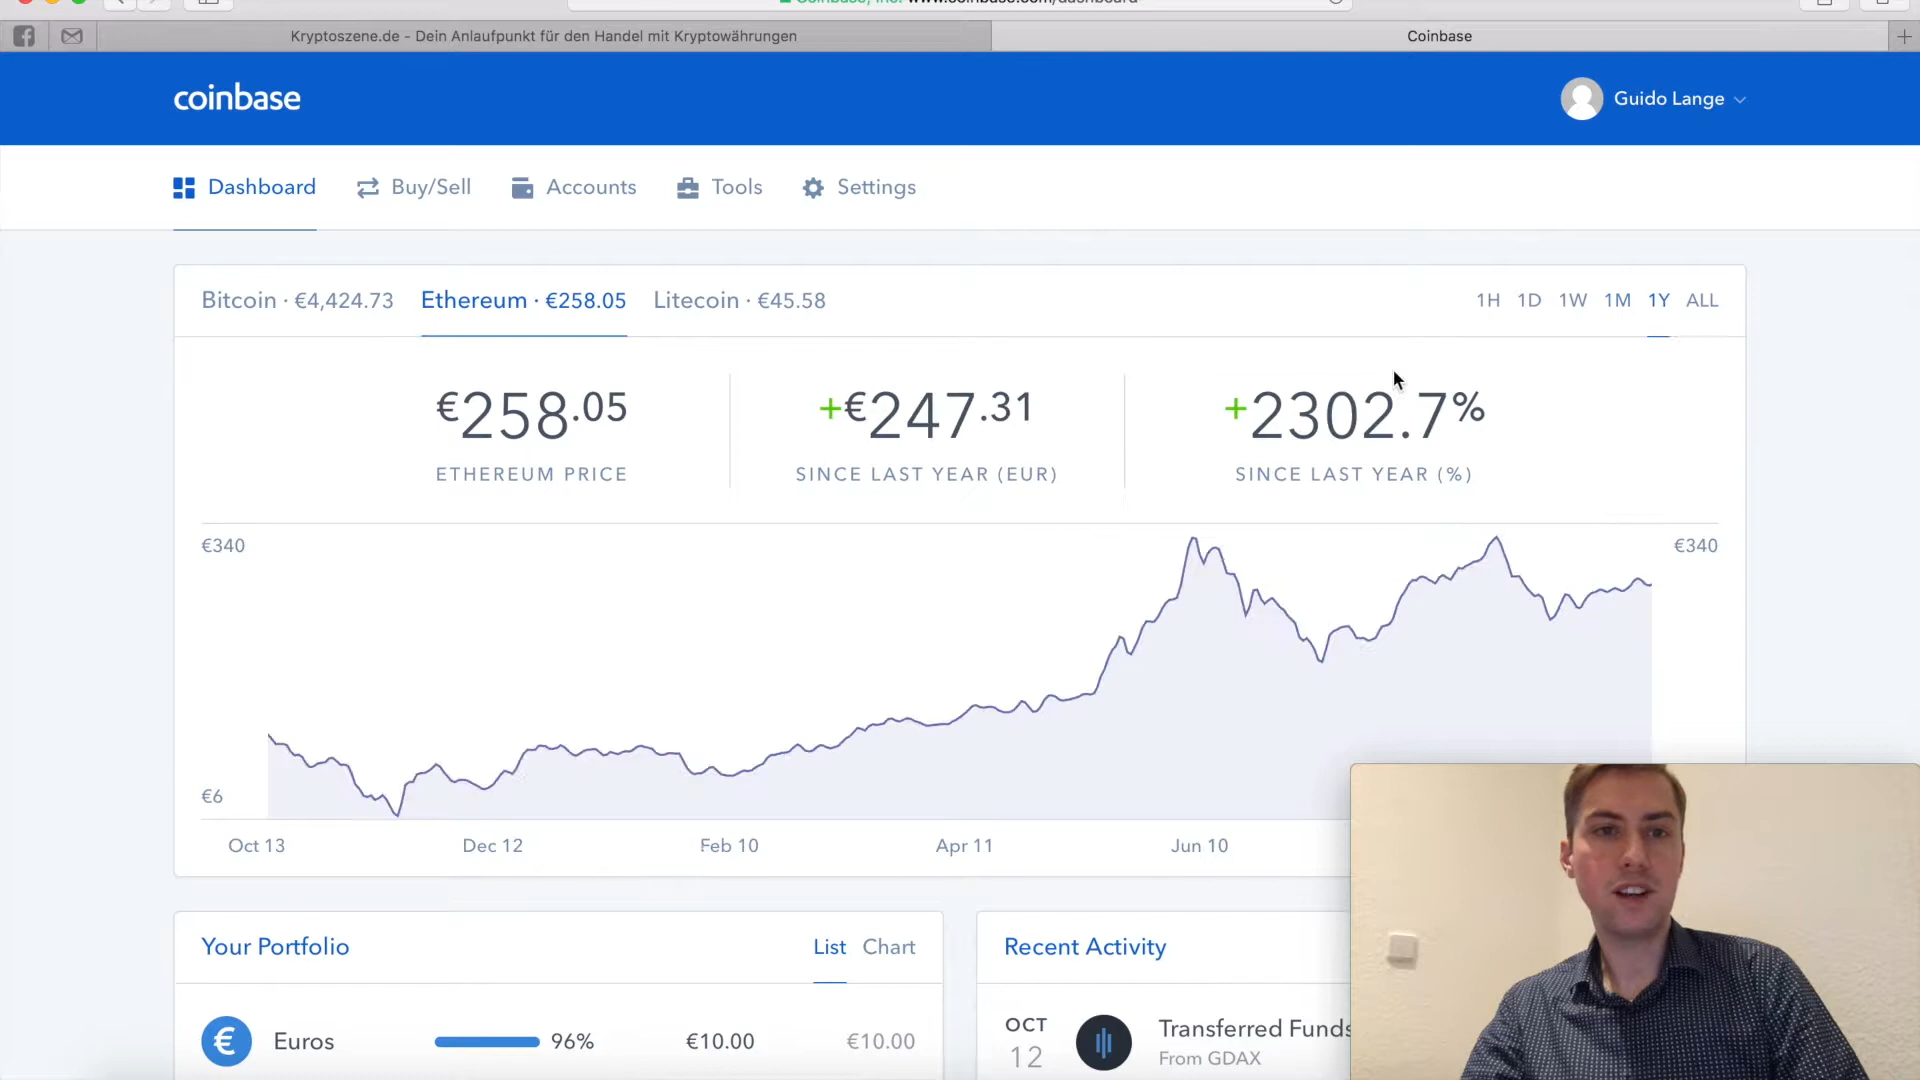 Kryptoszene.de - Dein Anlaufpunkt für den Handel mit Kryptowährungen
Coinbase
coinbase
Guido Lange
Dashboard
Buy/Sell
Accounts
Tools
Settings
Bitcoin · €4,424.73
Ethereum · €258.05
Litecoin · €45.58
1H 1D 1W 1M 1Y ALL
€258.05
ETHEREUM PRICE
+€247.31
SINCE LAST YEAR (EUR)
+2302.7%
SINCE LAST YEAR (%)
€340
€340
€6
Oct 13
Dec 12
Feb 10
Apr 11
Jun 10
Your Portfolio
List
Chart
Euros
96%
€10.00
€10.00
Recent Activity
OCT
12
Transferred Funds
From GDAX